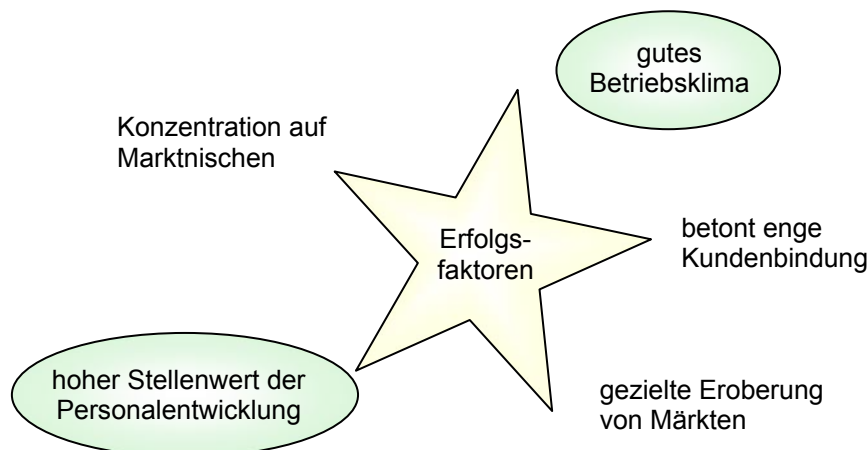 gutes
Betriebsklima
Konzentration auf
Marktnischen
Erfolgs-
faktoren
betont enge
Kundenbindung
hoher Stellenwert der
Personalentwicklung
gezielte Eroberung
von Märkten